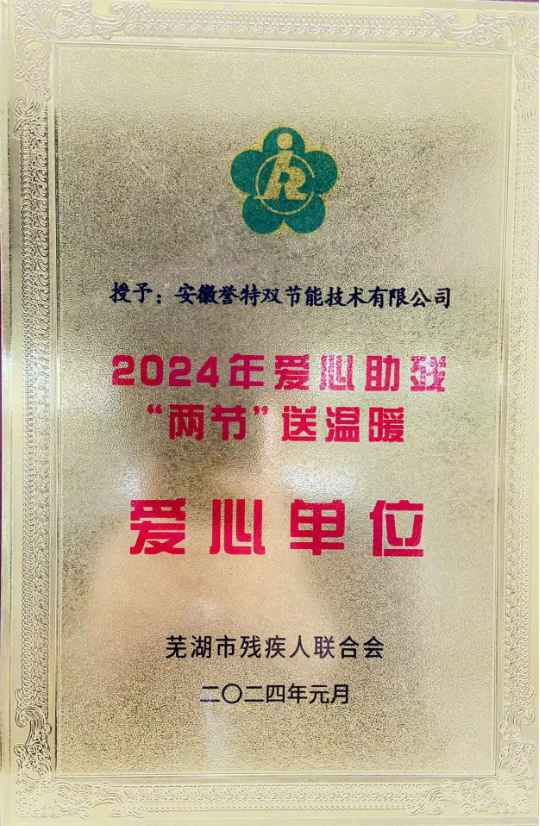 授予：安徽誉特双节能技术有限公司
2024年爱心助残
“两节”送温暖
爱心单位
芜湖市残疾人联合会
二〇二四年元月